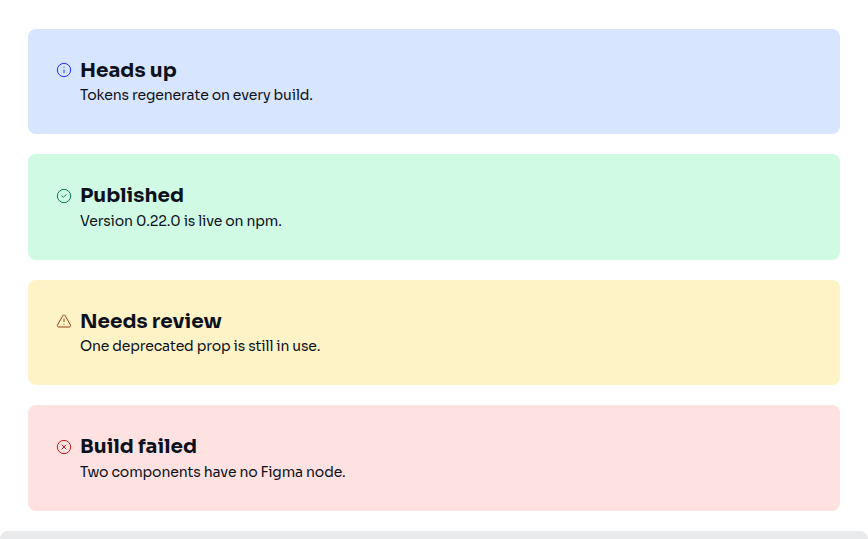 Heads up
Tokens regenerate on every build.
Published
Version 0.22.0 is live on npm.
Needs review
One deprecated prop is still in use.
Build failed
Two components have no Figma node.